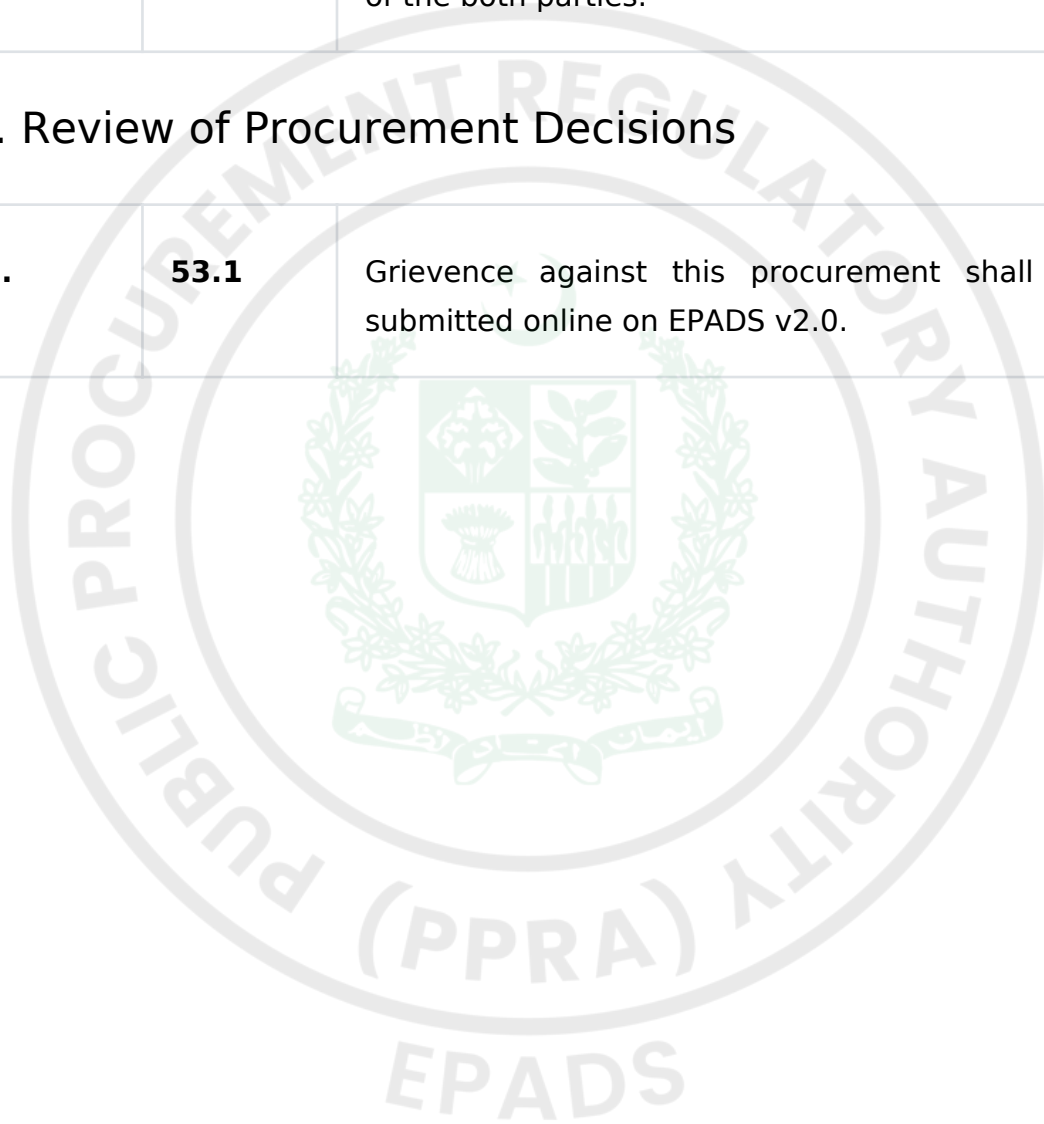 of the both parties.
. Review of Procurement Decisions
.
53.1
Grievence against this procurement shall
submitted online on EPADS v2.0.
PUBLIC PROCUREMENT REGULATORY AUTHORITY
(PPRA)
EPADS